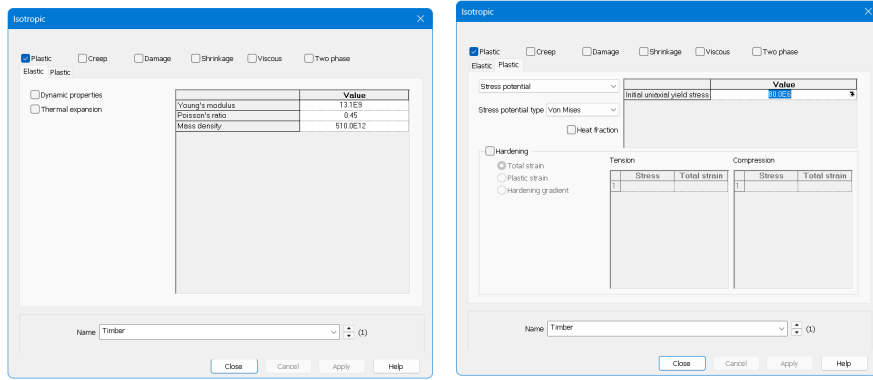 Isotropic
Plastic Creep Damage Shrinkage Viscous Two phase
Elastic Plastic
Dynamic properties
Thermal expansion
Value
Young's modulus 13.1E9
Poisson's ratio 0.45
Mass density 510.0E12
Name Timber (1)
Close Cancel Apply Help
Isotropic
Plastic Creep Damage Shrinkage Viscous Two phase
Elastic Plastic
Stress potential
Value
Initial uniaxial yield stress 80.0E6
Stress potential type Von Mises
Heat fraction
Hardening
Total strain
Plastic strain
Hardening gradient
Tension
Stress Total strain
1
Compression
Stress Total strain
1
Name Timber (1)
Close Cancel Apply Help